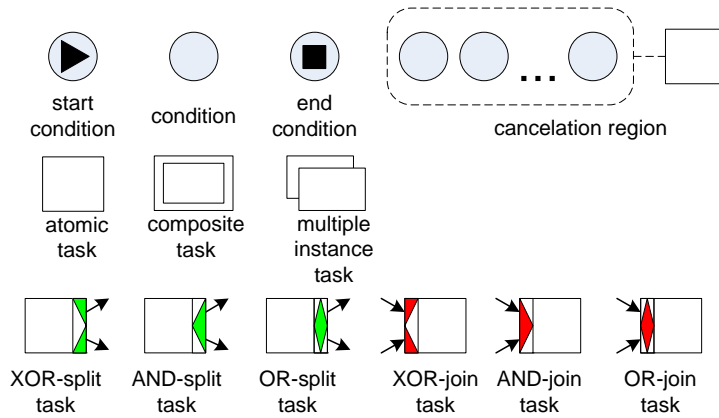 start
condition
condition
end
condition
...
cancelation region
atomic
task
composite
task
multiple
instance
task
XOR-split
task
AND-split
task
OR-split
task
XOR-join
task
AND-join
task
OR-join
task